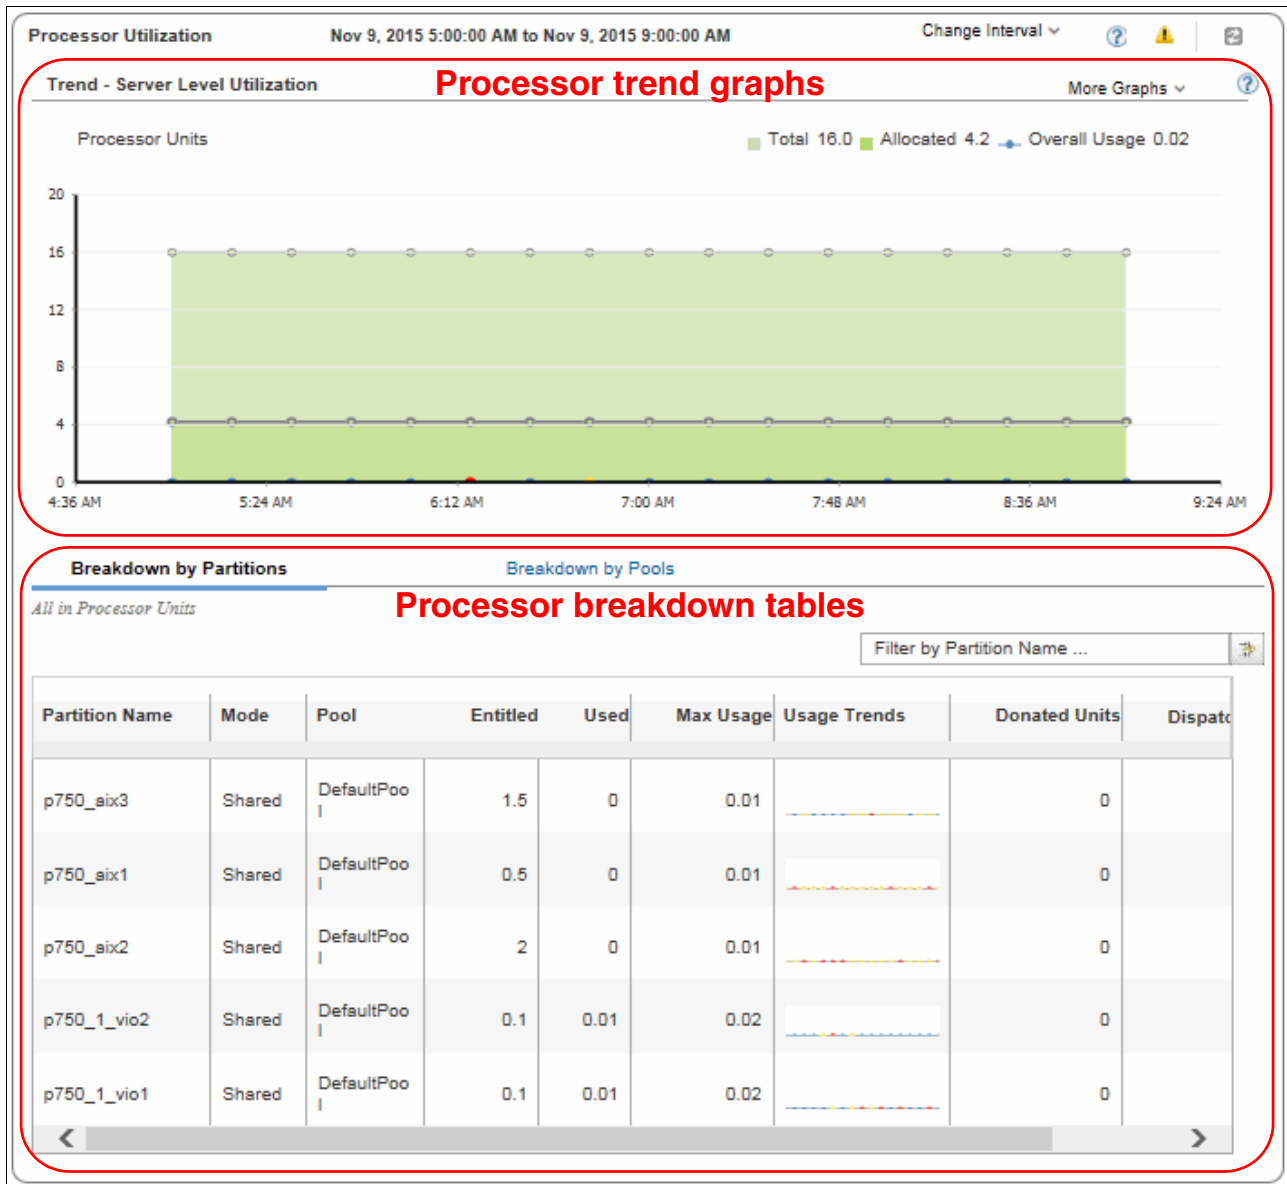 Processor Utilization Nov 9, 2015 5:00:00 AM to Nov 9, 2015 9:00:00 AM Change Interval
Trend - Server Level Utilization Processor trend graphs More Graphs
Processor Units Total 16.0 Allocated 4.2 Overall Usage 0.02
20
16
12
8
4
0
4:36 AM 5:24 AM 6:12 AM 7:00 AM 7:48 AM 8:36 AM 9:24 AM
Breakdown by Partitions Breakdown by Pools
All in Processor Units Processor breakdown tables
Filter by Partition Name ...
Partition Name Mode Pool Entitled Used Max Usage Usage Trends Donated Units Dispatc
p750_aix3 Shared DefaultPoo
l 1.5 0 0.01 0
p750_aix1 Shared DefaultPoo
l 0.5 0 0.01 0
p750_aix2 Shared DefaultPoo
l 2 0 0.01 0
p750_1_vio2 Shared DefaultPoo
l 0.1 0.01 0.02 0
p750_1_vio1 Shared DefaultPoo
l 0.1 0.01 0.02 0